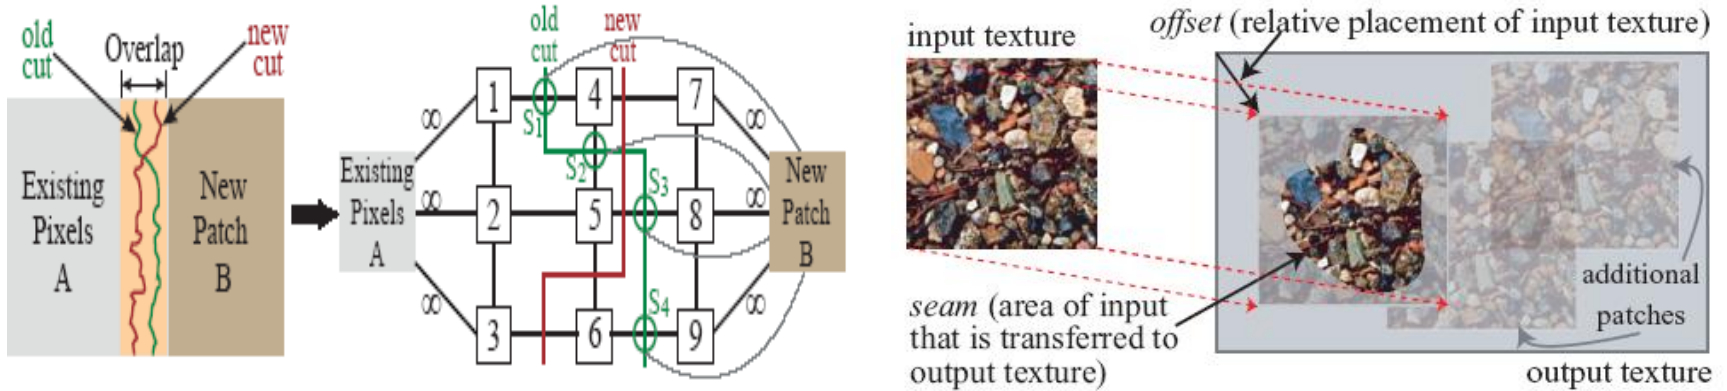 old
cut
Overlap
new
cut
Existing
Pixels
A
New
Patch
B
old
cut
new
cut
1
4
7
∞
∞
S1
S2
Existing
Pixels
A
∞
2
5
S3
8
∞
New
Patch
B
∞
3
6
S4
9
∞
offset (relative placement of input texture)
input texture
seam (area of input
that is transferred to
output texture)
additional
patches
output texture